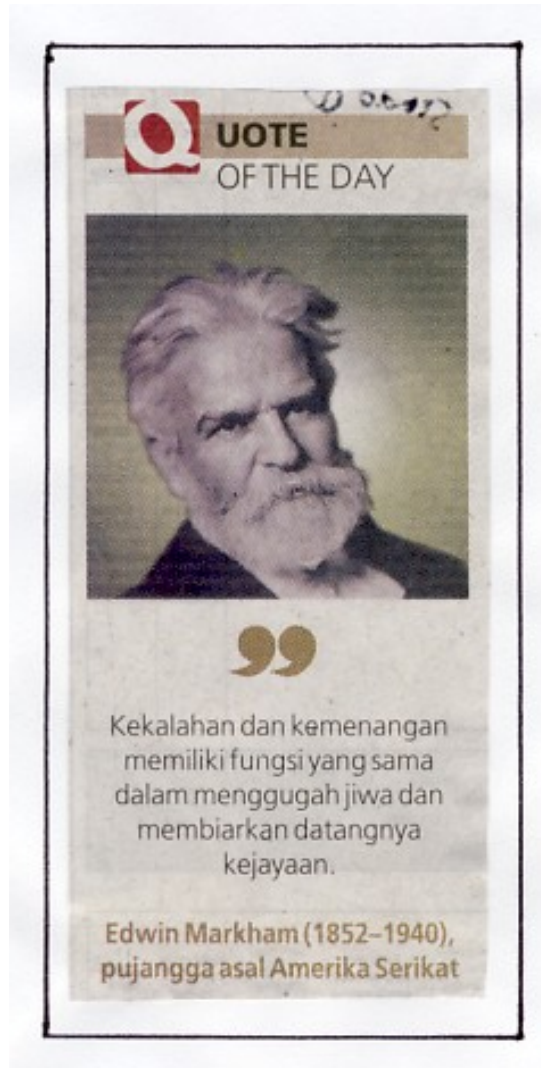 QUOTE
OF THE DAY
”
Kekalahan dan kemenangan
memiliki fungsi yang sama
dalam menggugah jiwa dan
membiarkan datangnya
kejayaan.
Edwin Markham (1852–1940),
pujangga asal Amerika Serikat